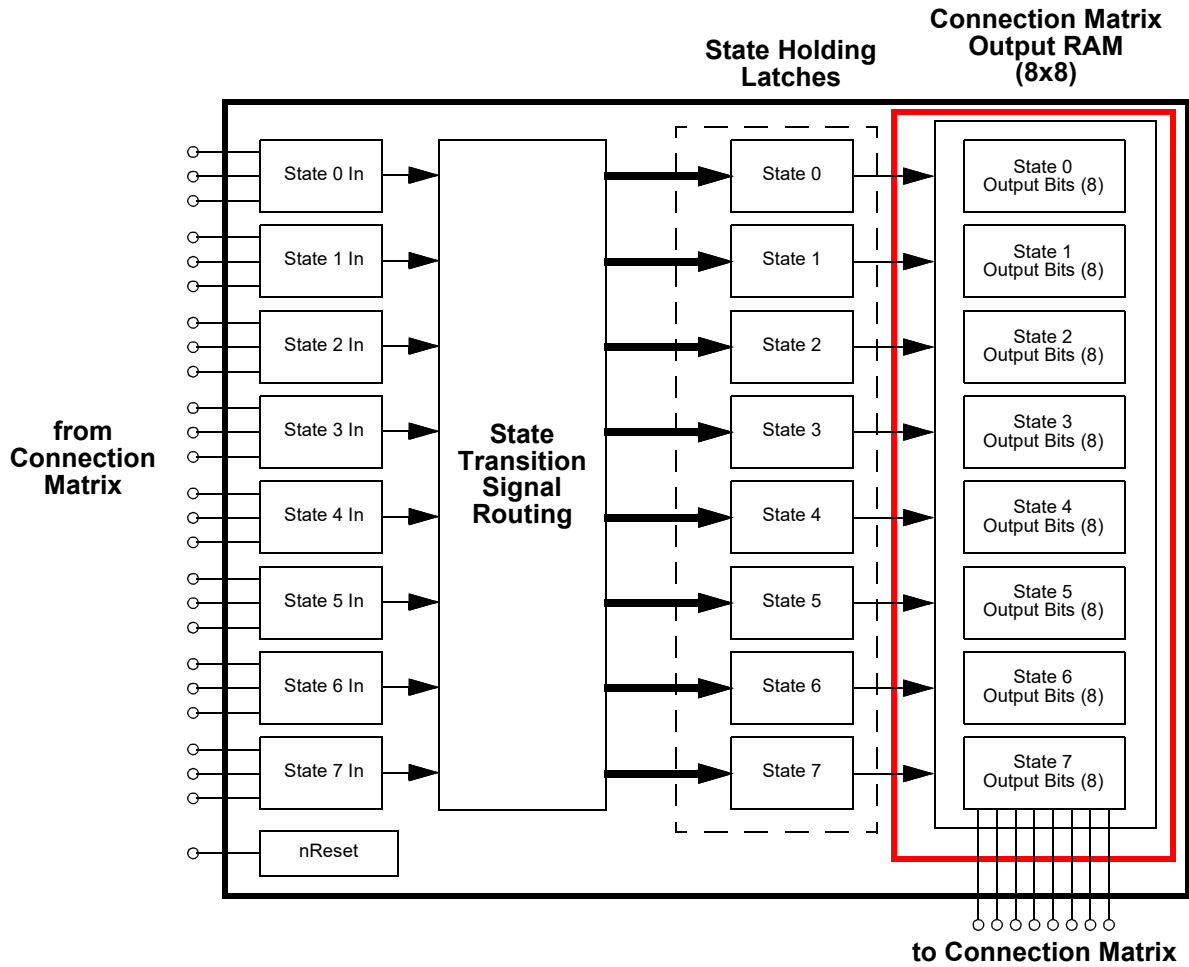 Connection Matrix
Output RAM
(8x8)
State Holding
Latches
from
Connection
Matrix
State 0 In
State 1 In
State 2 In
State 3 In
State 4 In
State 5 In
State 6 In
State 7 In
nReset
State
Transition
Signal
Routing
State 0
State 1
State 2
State 3
State 4
State 5
State 6
State 7
State 0
Output Bits (8)
State 1
Output Bits (8)
State 2
Output Bits (8)
State 3
Output Bits (8)
State 4
Output Bits (8)
State 5
Output Bits (8)
State 6
Output Bits (8)
State 7
Output Bits (8)
to Connection Matrix